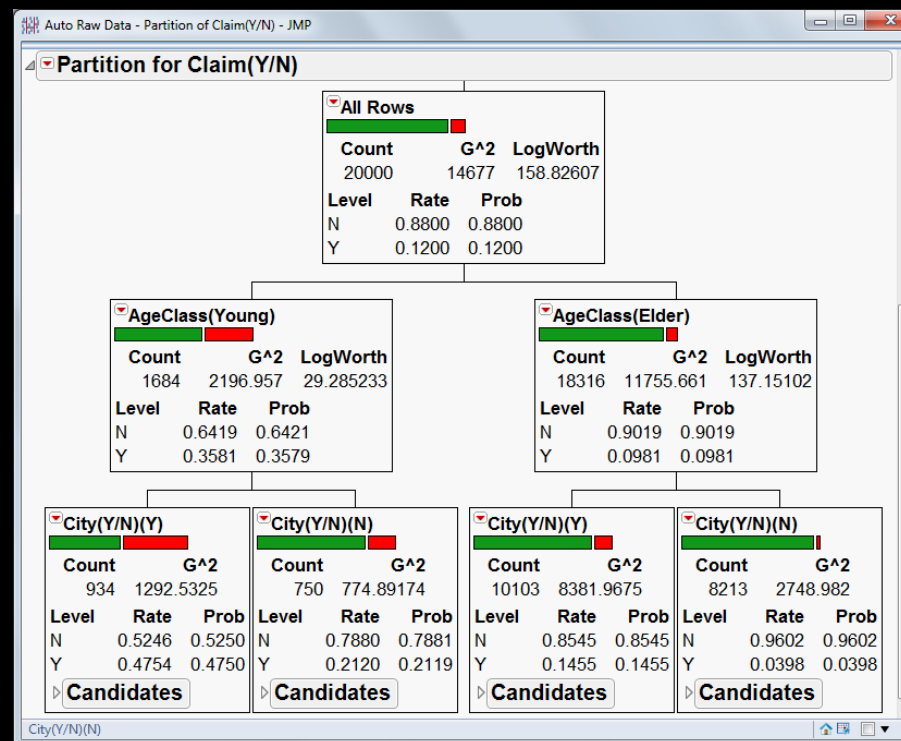 Auto Raw Data - Partition of Claim(Y/N) - JMP
Partition for Claim(Y/N)
All Rows
Count G^2 LogWorth
20000 14677 158.82607
Level Rate Prob
N 0.8800 0.8800
Y 0.1200 0.1200
AgeClass(Young)
Count G^2 LogWorth
1684 2196.957 29.285233
Level Rate Prob
N 0.6419 0.6421
Y 0.3581 0.3579
AgeClass(Elder)
Count G^2 LogWorth
18316 11755.661 137.15102
Level Rate Prob
N 0.9019 0.9019
Y 0.0981 0.0981
City(Y/N)(Y)
Count G^2
934 1292.5325
Level Rate Prob
N 0.5246 0.5250
Y 0.4754 0.4750
Candidates
City(Y/N)(N)
Count G^2
750 774.89174
Level Rate Prob
N 0.7880 0.7881
Y 0.2120 0.2119
Candidates
City(Y/N)(Y)
Count G^2
10103 8381.9675
Level Rate Prob
N 0.8545 0.8545
Y 0.1455 0.1455
Candidates
City(Y/N)(N)
Count G^2
8213 2748.982
Level Rate Prob
N 0.9602 0.9602
Y 0.0398 0.0398
Candidates
City(Y/N)(N)